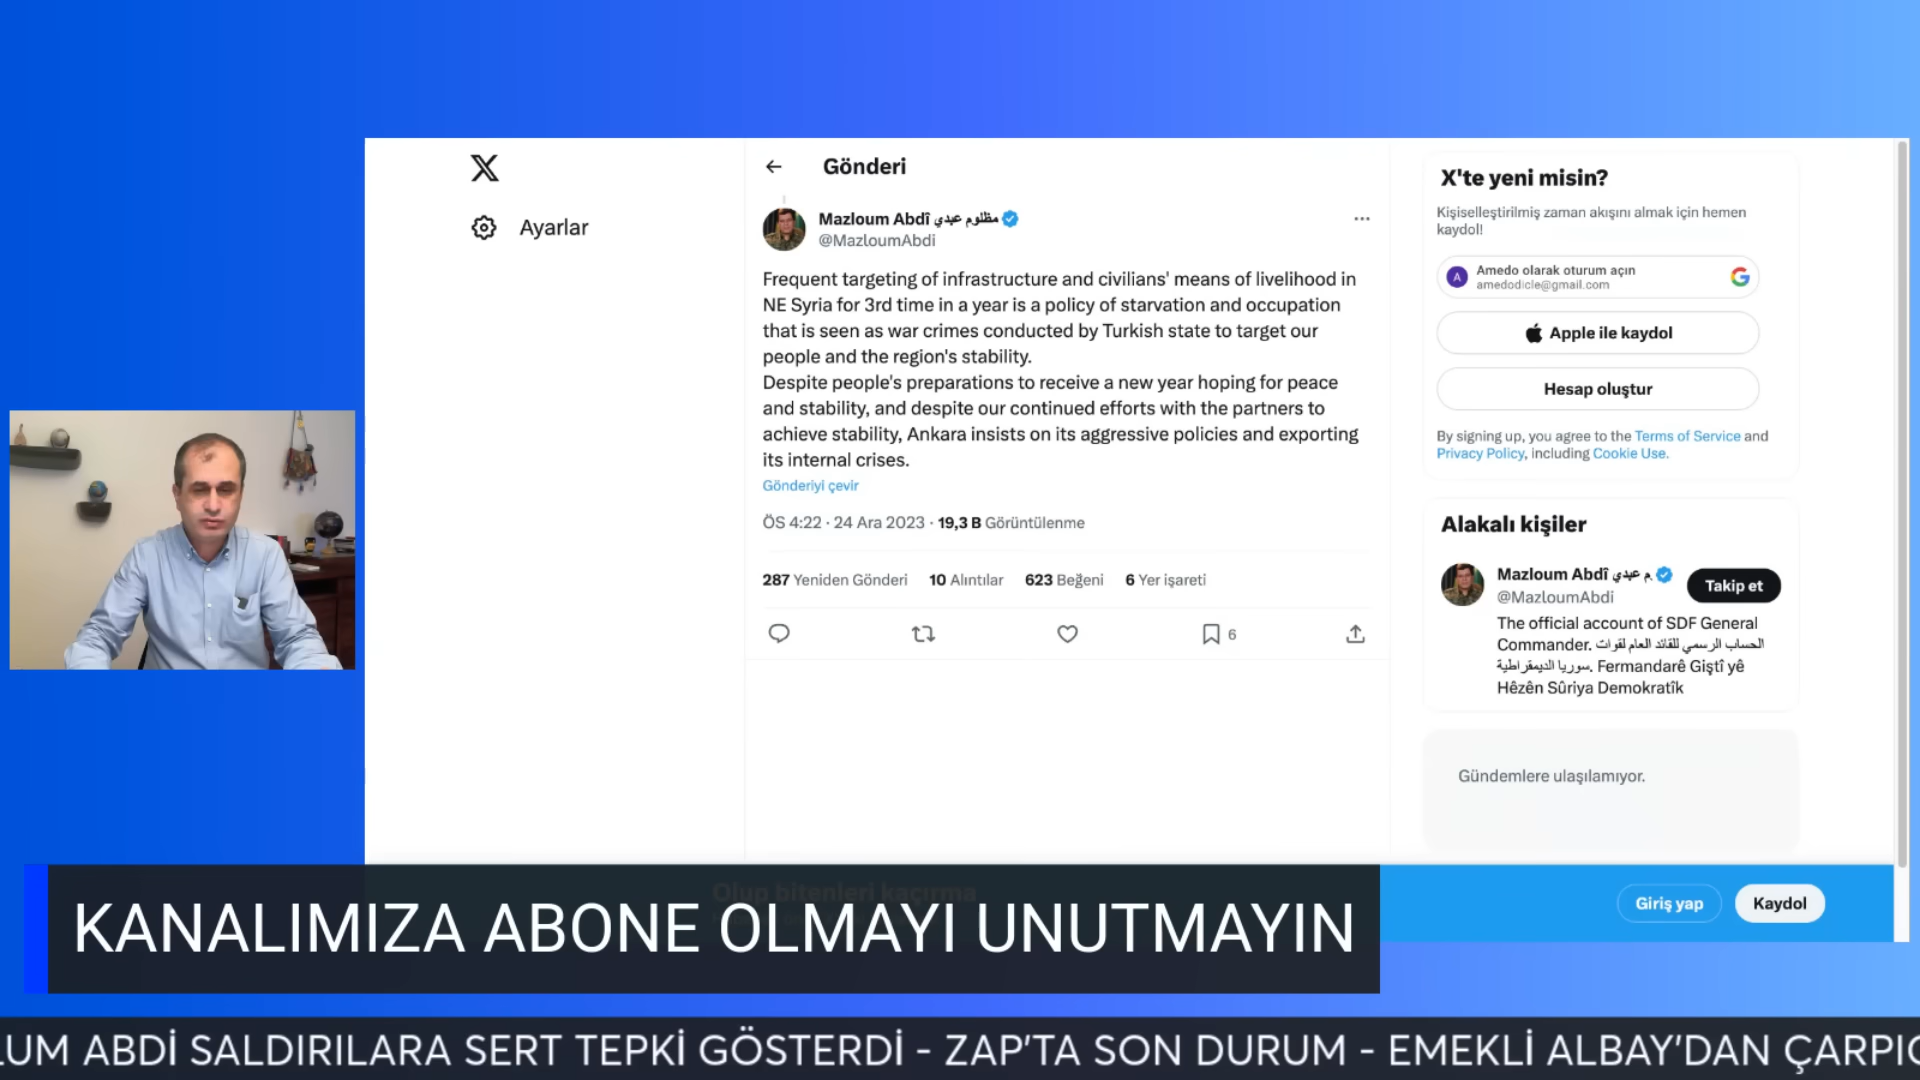 X
Ayarlar
Gönderi
Mazloum Abdî مظلوم عبدي
@MazloumAbdi
Frequent targeting of infrastructure and civilians' means of livelihood in
NE Syria for 3rd time in a year is a policy of starvation and occupation
that is seen as war crimes conducted by Turkish state to target our
people and the region's stability.
Despite people's preparations to receive a new year hoping for peace
and stability, and despite our continued efforts with the partners to
achieve stability, Ankara insists on its aggressive policies and exporting
its internal crises.
Gönderiyi çevir
ÖS 4:22 · 24 Ara 2023 · 19,3 B Görüntülenme
287 Yeniden Gönderi 10 Alıntılar 623 Beğeni 6 Yer işareti
6
X'te yeni misin?
Kişiselleştirilmiş zaman akışını almak için hemen
kaydol!
A
Amedo olarak oturum açın
amedodicle@gmail.com
Apple ile kaydol
Hesap oluştur
By signing up, you agree to the Terms of Service and
Privacy Policy, including Cookie Use.
Alakalı kişiler
Mazloum Abdî م عبدي
@MazloumAbdi
Takip et
The official account of SDF General
Commander. الحساب الرسمي للقائد العام لقوات
سوريا الديمقراطية. Fermandarê Giştî yê
Hêzên Sûriya Demokratîk
Gündemlere ulaşılamıyor.
Olup bitenleri kaçırma
Giriş yap
Kaydol
KANALIMIZA ABONE OLMAYI UNUTMAYIN
LUM ABDİ SALDIRILARA SERT TEPKİ GÖSTERDİ - ZAP'TA SON DURUM - EMEKLİ ALBAY'DAN ÇARPIC